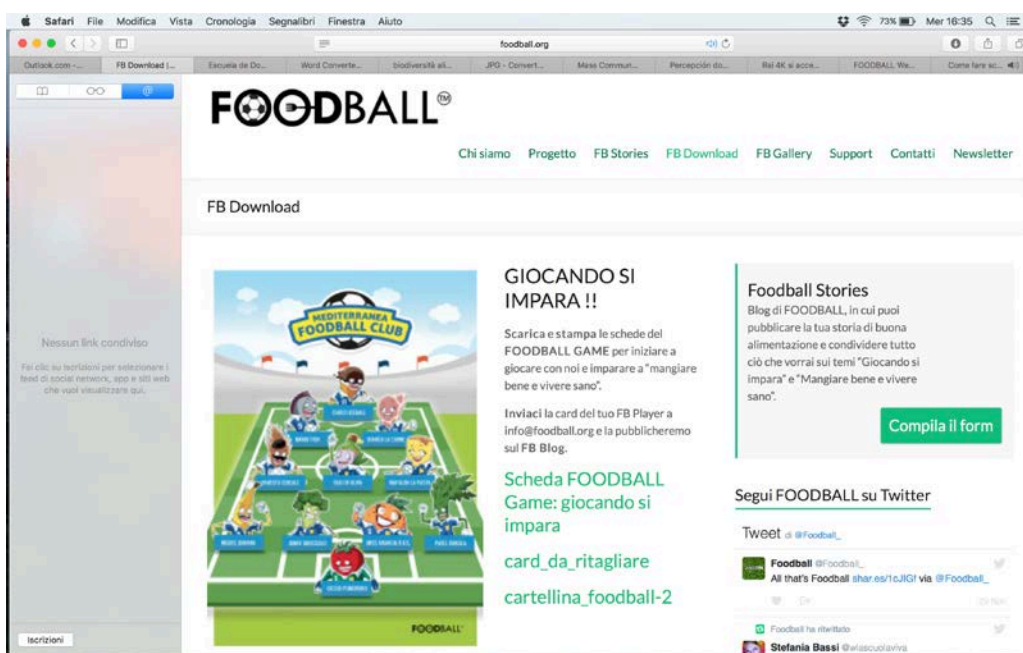 Safari File Modifica Vista Cronologia Segnalibri Finestra Aiuto
73% Mer 16:35
foodball.org
Outlook.com -...
FB Download |...
Escuela de Do...
Word Converte...
biodiversità ali...
JPG - Convert...
Mass Commun...
Percepción do...
Rai 4K si acce...
FOODBALL We...
Come fare sc...
FOODBALL™
Chi siamo Progetto FB Stories FB Download FB Gallery Support Contatti Newsletter
FB Download
Nessun link condiviso
Fai clic su Iscrizioni per selezionare i
feed di social network, app e siti web
che vuoi visualizzare qui.
Iscrizioni
MEDITERRANEA
FOODBALL CLUB
FOODBALL
GIOCANDO SI
IMPARA !!
Scarica e stampa le schede del
FOODBALL GAME per iniziare a
giocare con noi e imparare a "mangiare
bene e vivere sano".
Inviaci la card del tuo FB Player a
info@foodball.org e la pubblicheremo
sul FB Blog.
Scheda FOODBALL
Game: giocando si
impara
card_da_ritagliare
cartellina_foodball-2
Foodball Stories
Blog di FOODBALL, in cui puoi
pubblicare la tua storia di buona
alimentazione e condividere tutto
ciò che vorrai sui temi "Giocando si
impara" e "Mangiare bene e vivere
sano".
Compila il form
Segui FOODBALL su Twitter
Tweet di @Foodball_
Foodball @Foodball_
All that's Foodball shar.es/1cJIGf via @Foodball_
Foodball ha ritwittato
Stefania Bassi @wlascuolaviva